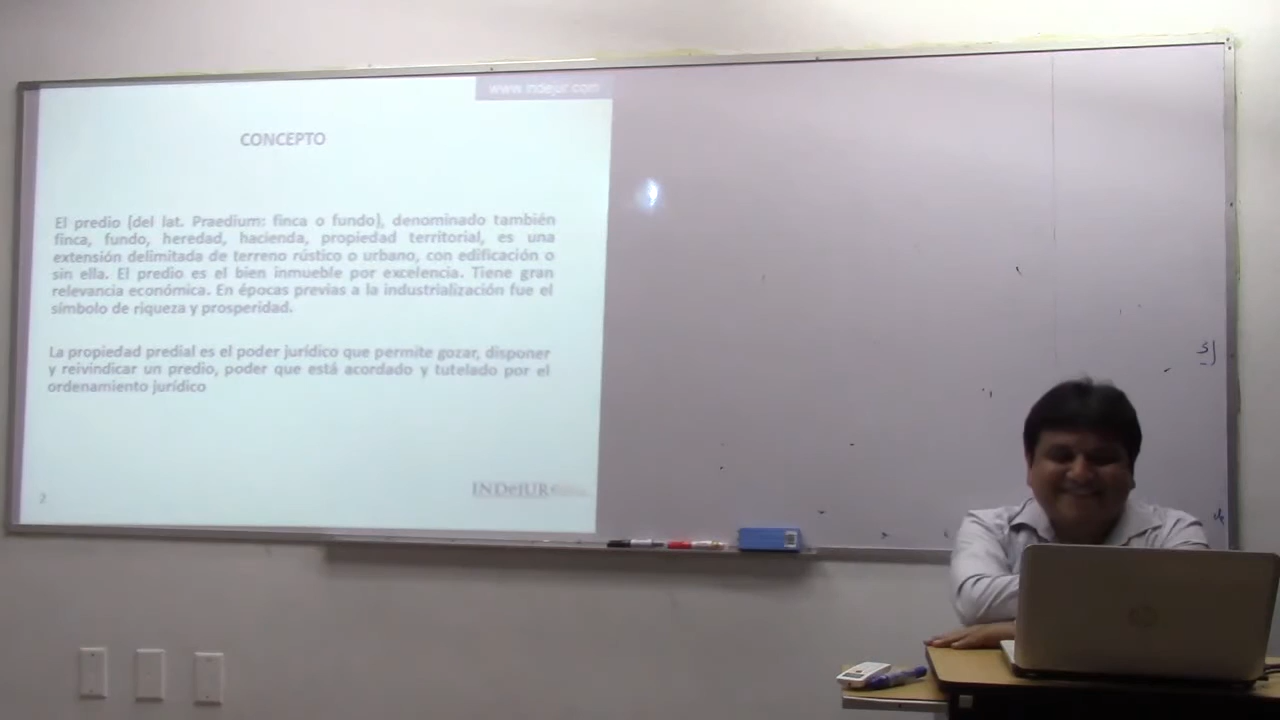 www.indejur.com
CONCEPTO
El predio [del lat. Praedium: finca o fundo], denominado también
finca, fundo, heredad, hacienda, propiedad territorial, es una
extensión delimitada de terreno rústico o urbano, con edificación o
sin ella. El predio es el bien inmueble por excelencia. Tiene gran
relevancia económica. En épocas previas a la industrialización fue el
símbolo de riqueza y prosperidad.
La propiedad predial es el poder jurídico que permite gozar, disponer
y reivindicar un predio, poder que está acordado y tutelado por el
ordenamiento jurídico
INDeJUR
2